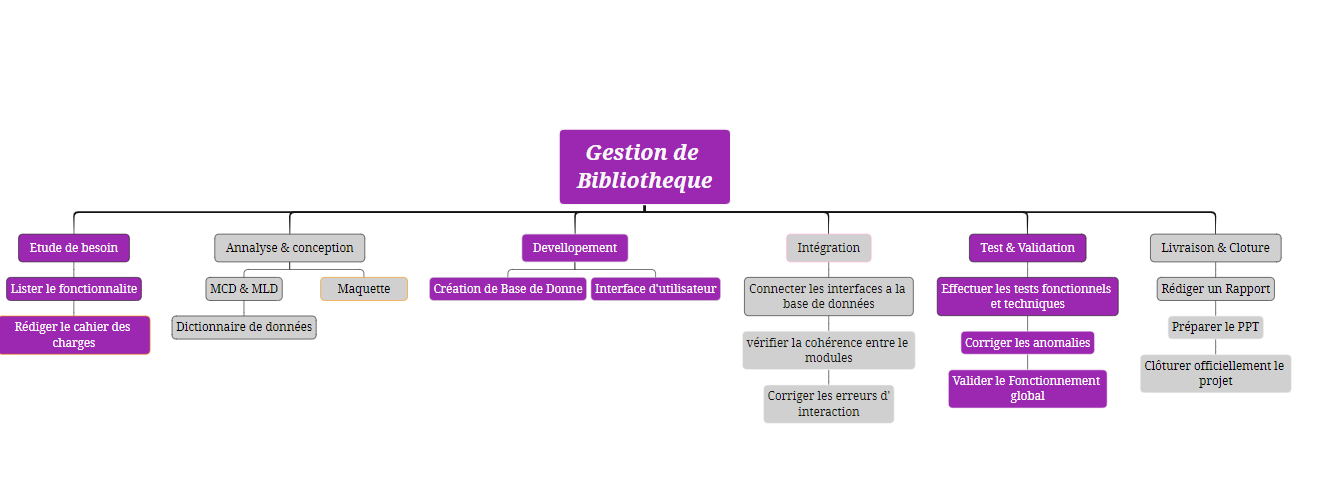 Gestion de
Bibliotheque
Etude de besoin
Lister le fonctionnalite
Rédiger le cahier des
charges
Annalyse & conception
MCD & MLD
Maquette
Dictionnaire de données
Devellopement
Création de Base de Donne
Interface d'utilisateur
Intégration
Connecter les interfaces a la
base de données
vérifier la cohérence entre le
modules
Corriger les erreurs d'
interaction
Test & Validation
Effectuer les tests fonctionnels
et techniques
Corriger les anomalies
Valider le Fonctionnement
global
Livraison & Cloture
Rédiger un Rapport
Préparer le PPT
Clôturer officiellement le
projet